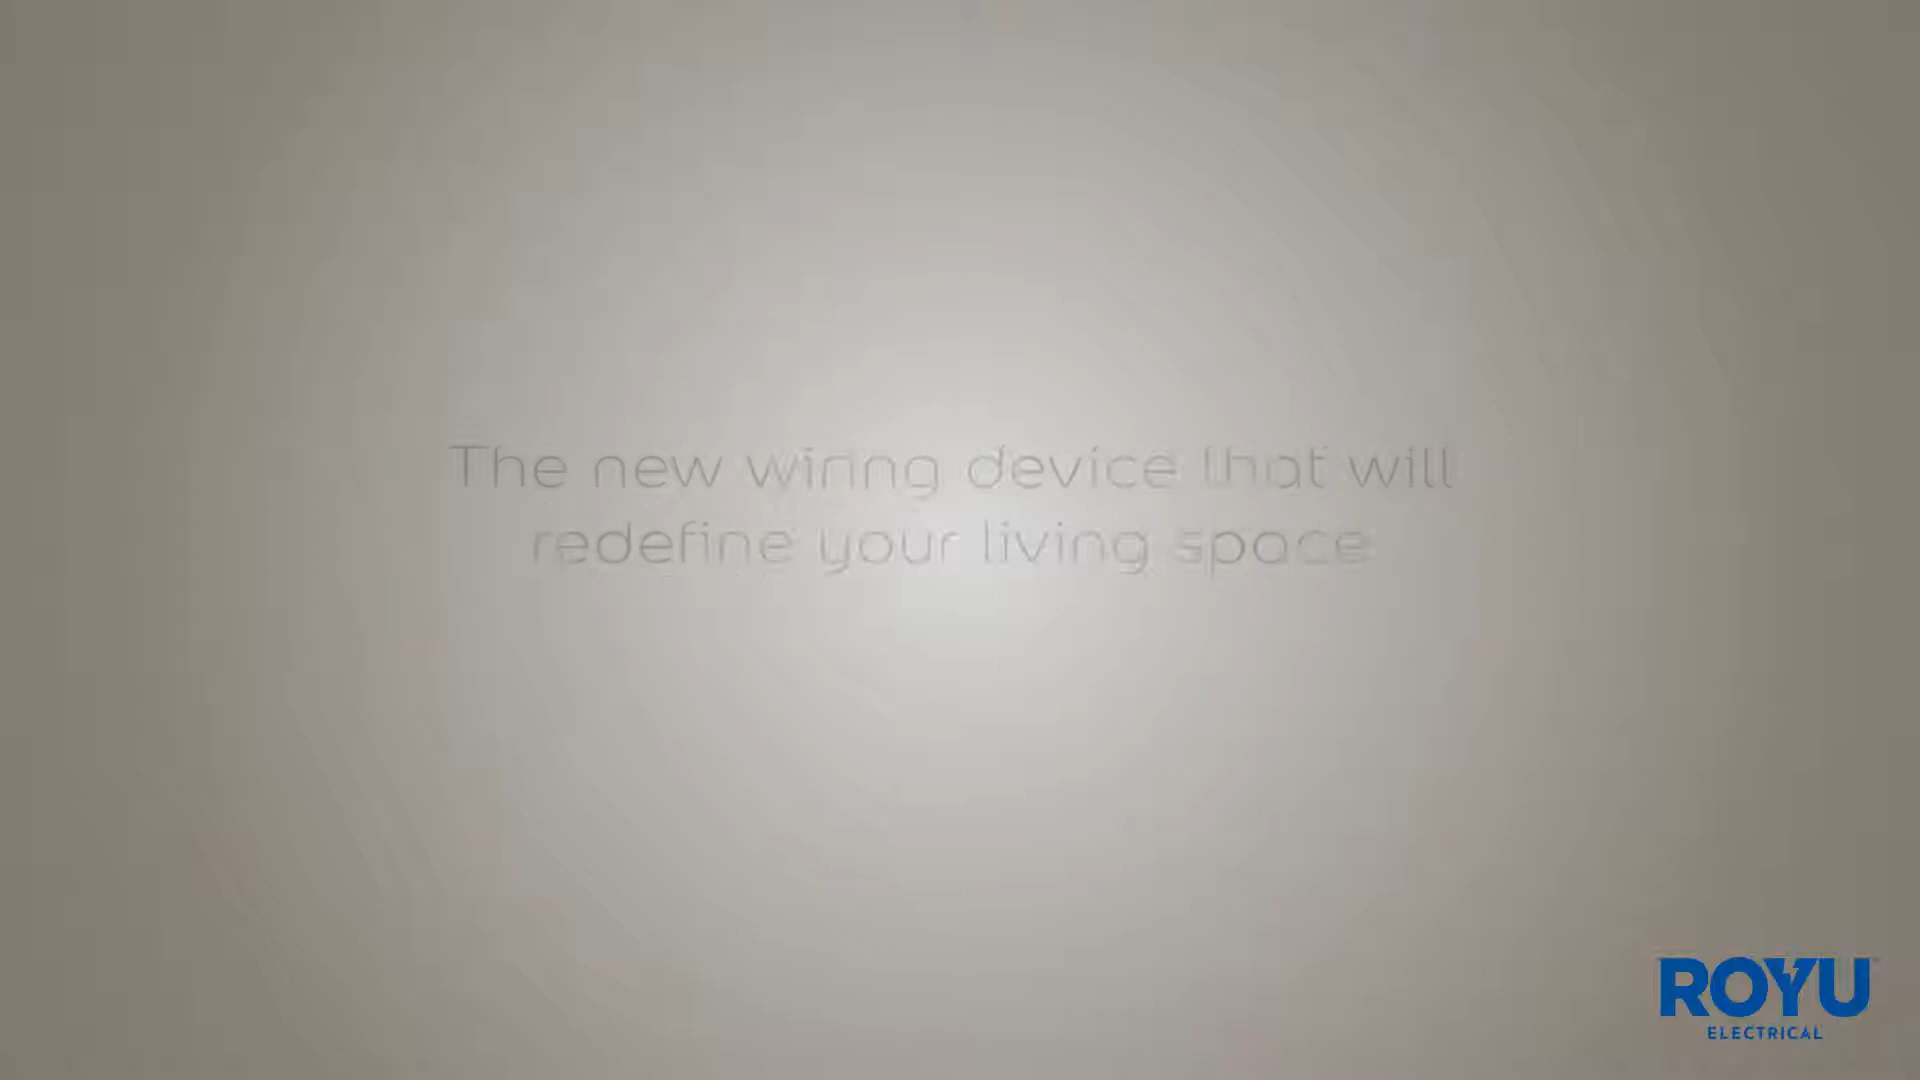 The new wiring device that will
redefine your living space
ROYU
ELECTRICAL